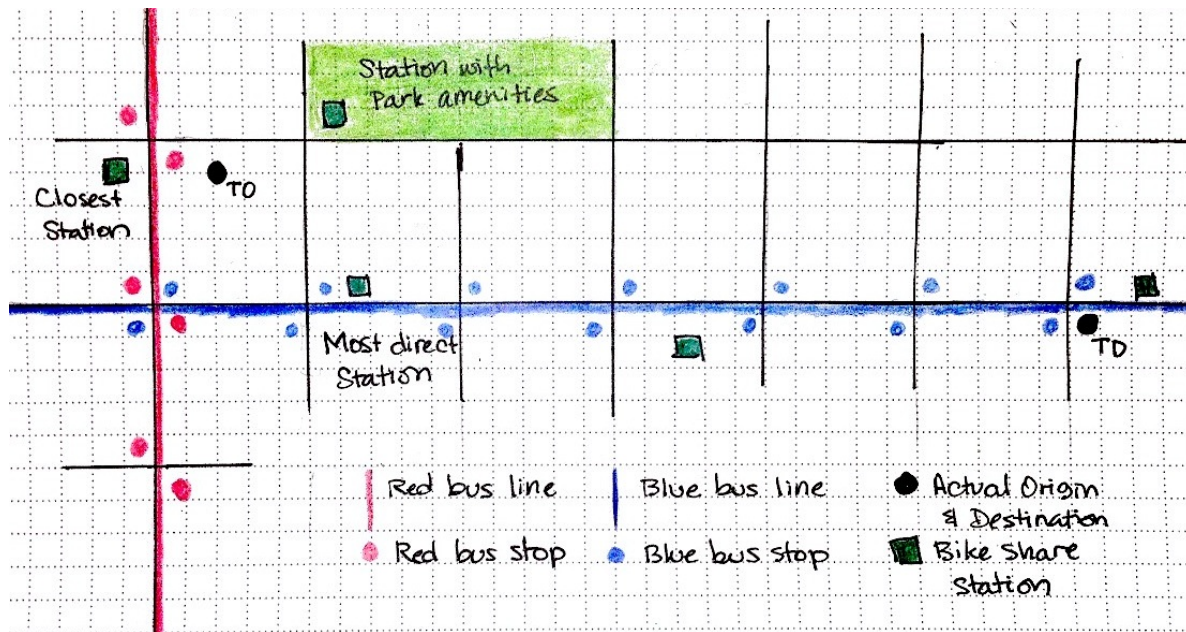 Station with
Park amenities
TO
Closest
Station
Most direct
Station
TD
Red bus line
Blue bus line
Actual Origin
& Destination
Red bus stop
Blue bus stop
Bike Share
Station